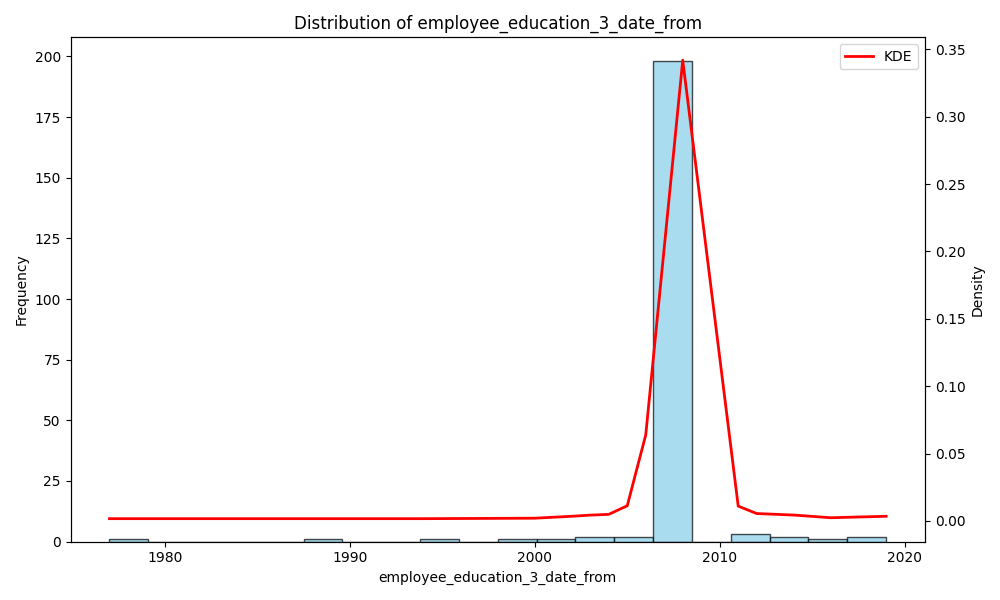 Distribution of employee_education_3_date_from
KDE
Frequency
Density
200
175
150
125
100
75
50
25
0
0.35
0.30
0.25
0.20
0.15
0.10
0.05
0.00
1980 1990 2000 2010 2020
employee_education_3_date_from